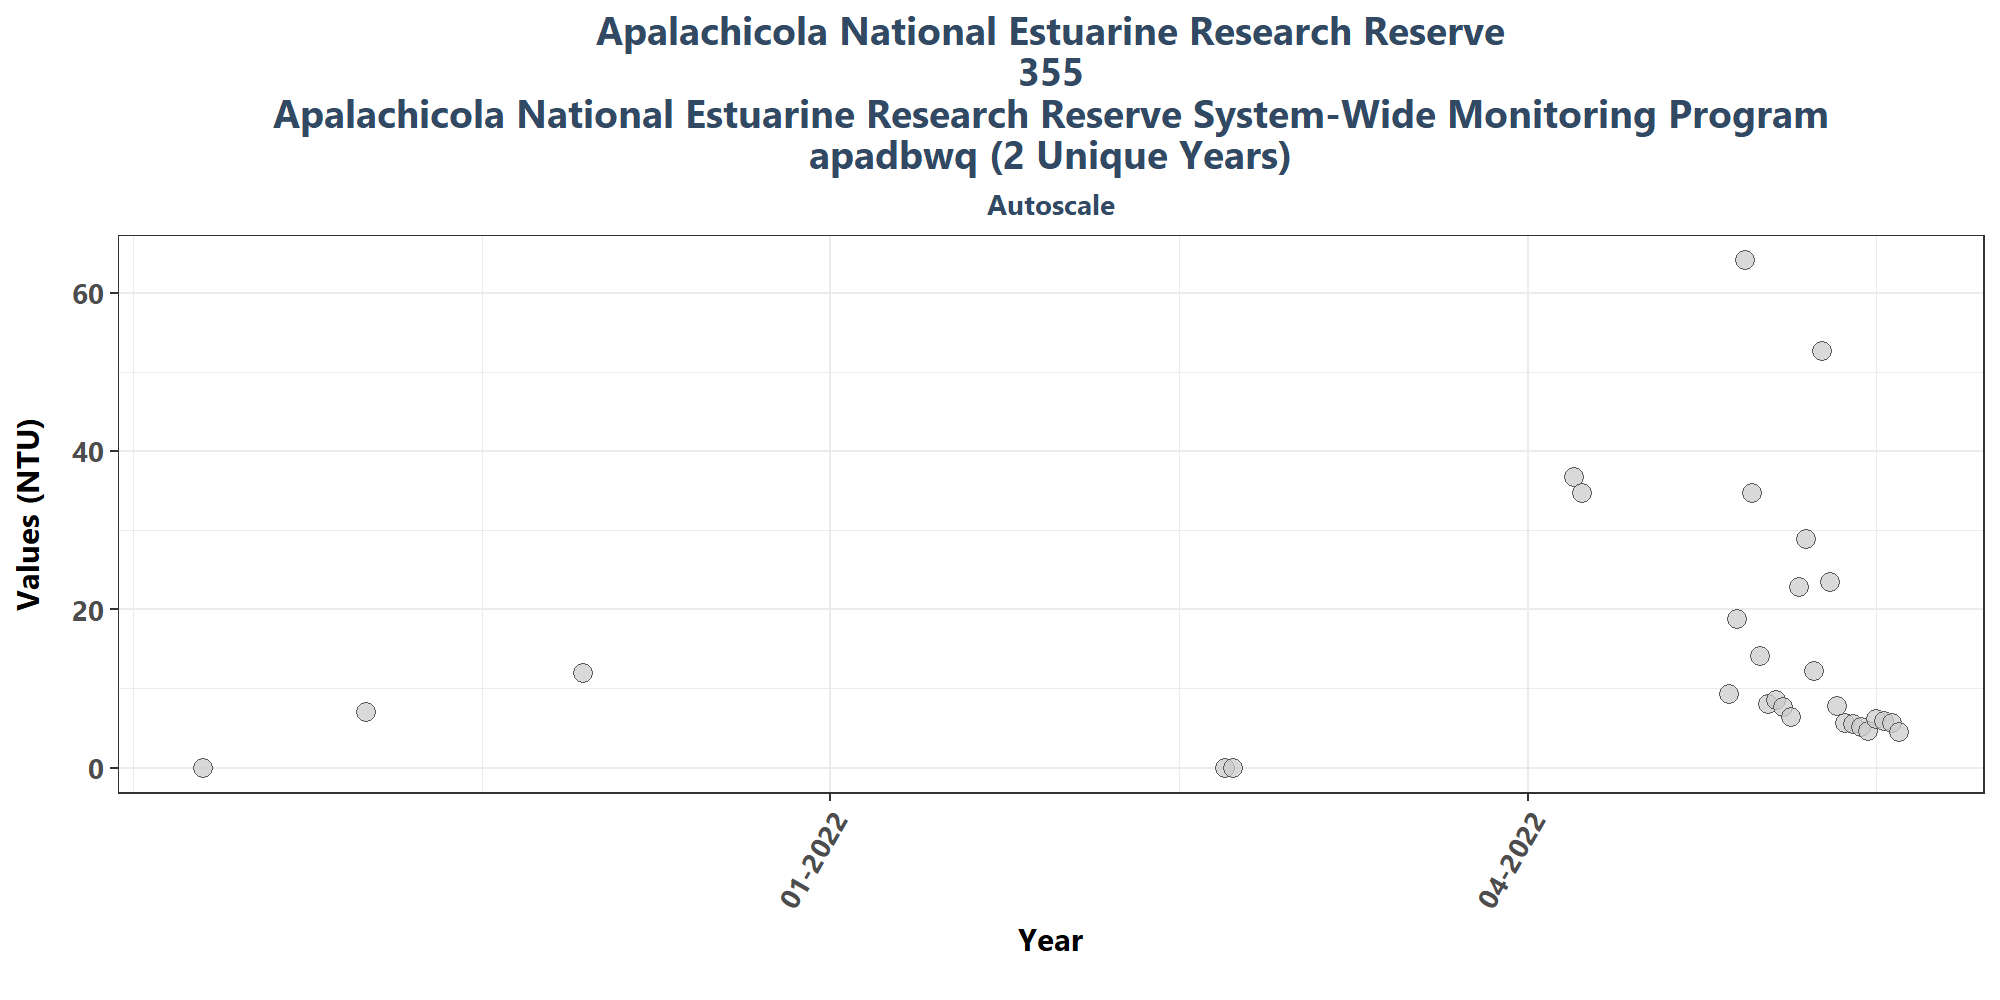 Apalachicola National Estuarine Research Reserve
355
Apalachicola National Estuarine Research Reserve System-Wide Monitoring Program
apadbwq (2 Unique Years)
Autoscale
Values (NTU)
60
40
20
0
01-2022
04-2022
Year